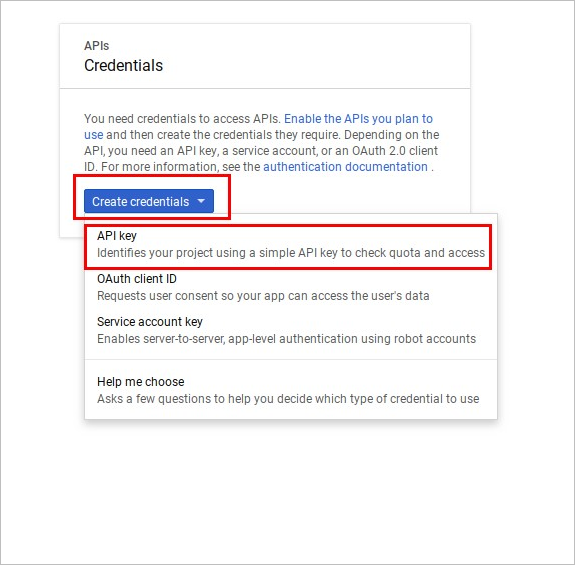 APIs
Credentials
You need credentials to access APIs. Enable the APIs you plan to
use and then create the credentials they require. Depending on the
API, you need an API key, a service account, or an OAuth 2.0 client
ID. For more information, see the authentication documentation .
Create credentials
API key
Identifies your project using a simple API key to check quota and access
OAuth client ID
Requests user consent so your app can access the user's data
Service account key
Enables server-to-server, app-level authentication using robot accounts
Help me choose
Asks a few questions to help you decide which type of credential to use